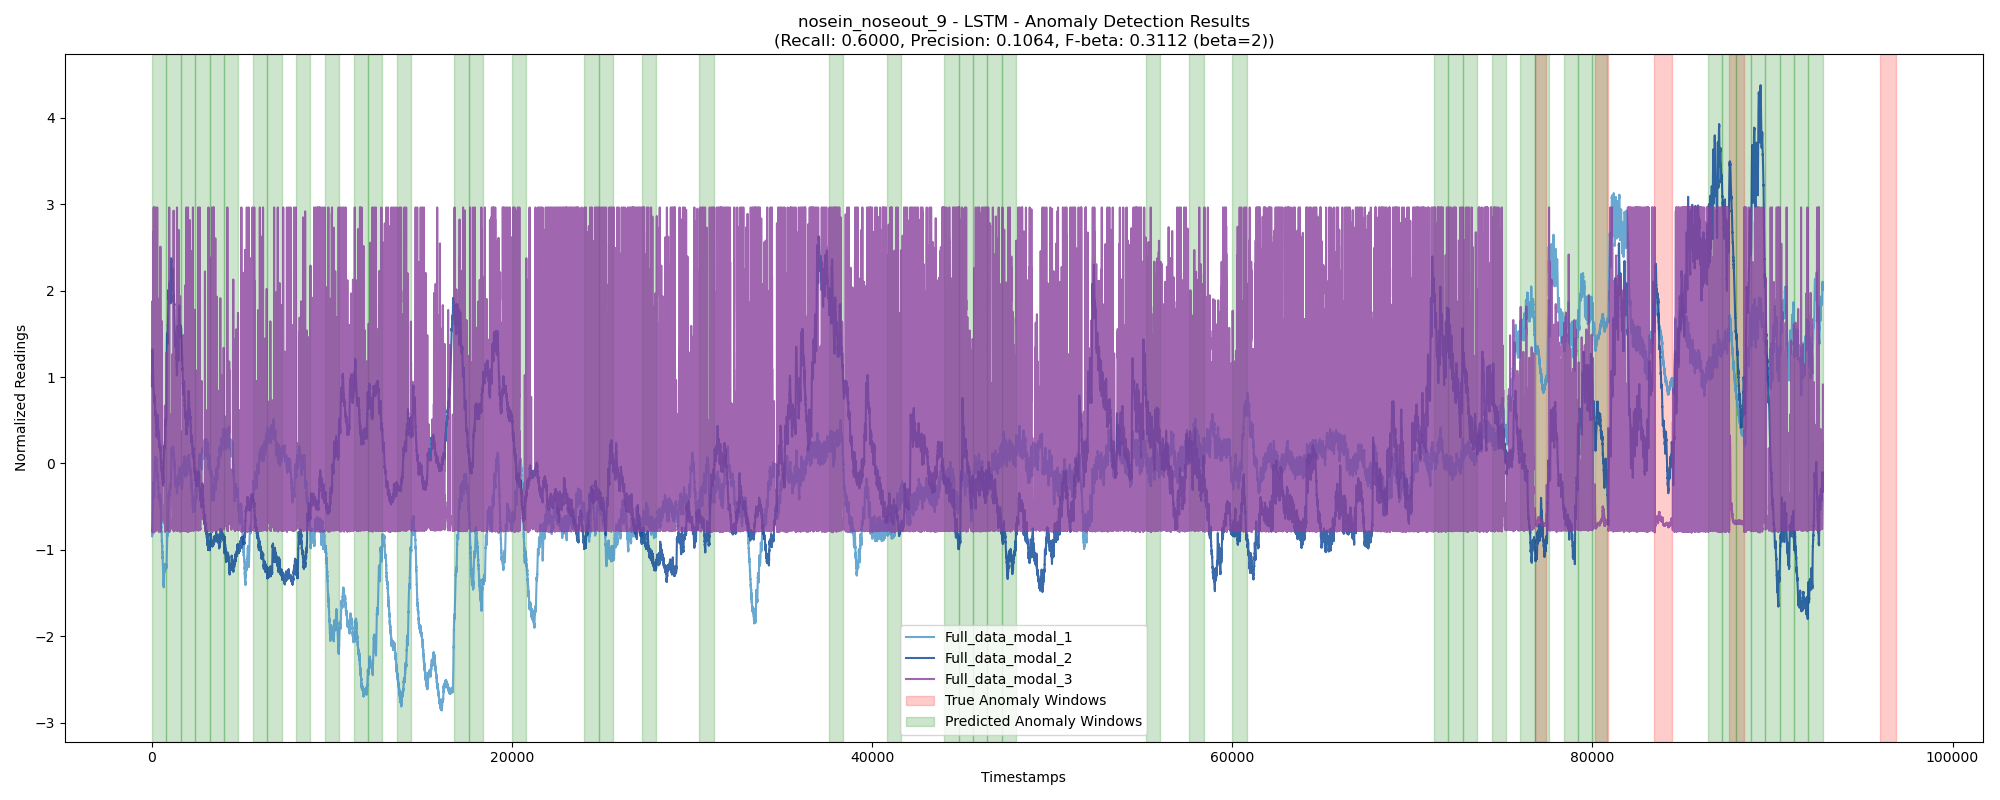 nosein_noseout_9 - LSTM - Anomaly Detection Results
(Recall: 0.6000, Precision: 0.1064, F-beta: 0.3112 (beta=2))
Normalized Readings
4
3
2
1
0
−1
−2
−3
Full_data_modal_1
Full_data_modal_2
Full_data_modal_3
True Anomaly Windows
Predicted Anomaly Windows
0 20000 40000 60000 80000 100000
Timestamps